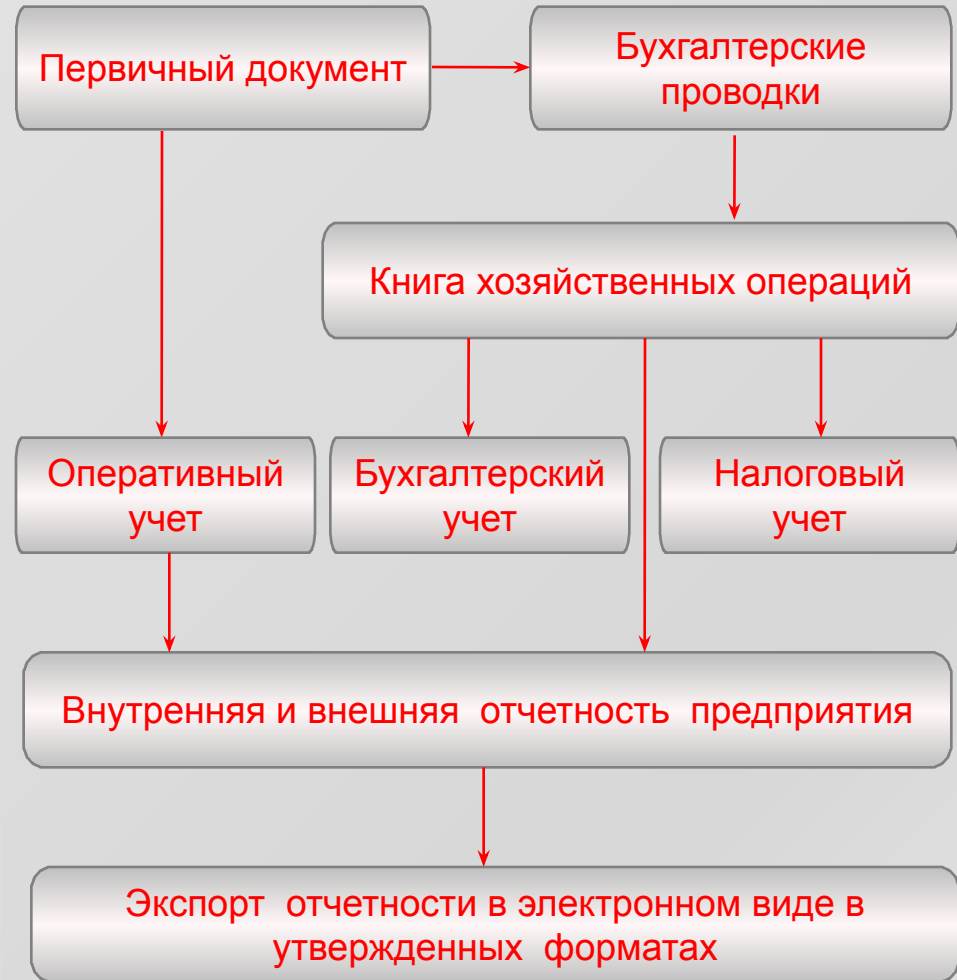 Первичный документ
Бухгалтерские
проводки
Книга хозяйственных операций
Оперативный
учет
Бухгалтерский
учет
Налоговый
учет
Внутренняя и внешняя отчетность предприятия
Экспорт отчетности в электронном виде в
утвержденных форматах